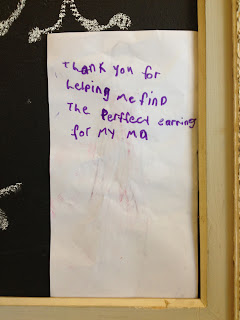 Thank you for
helping me find
The perffect earring
for my ma